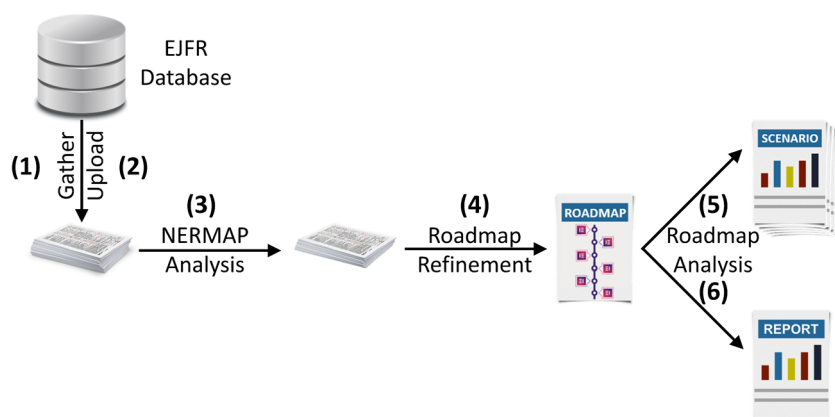 EJFR
Database
(1)
Gather
Upload
(2)
(3)
NERMAP
Analysis
(4)
Roadmap
Refinement
ROADMAP
(5)
Roadmap
Analysis
(6)
SCENARIO
REPORT